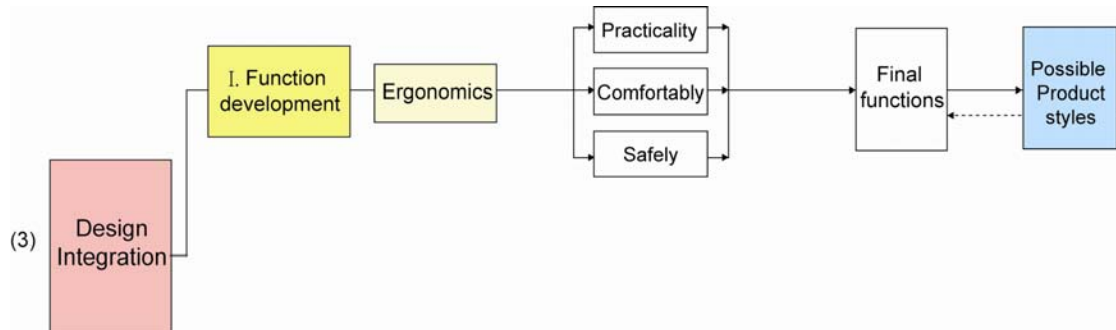 (3)
Design
Integration
I. Function
development
Ergonomics
Practicality
Comfortably
Safely
Final
functions
Possible
Product
styles